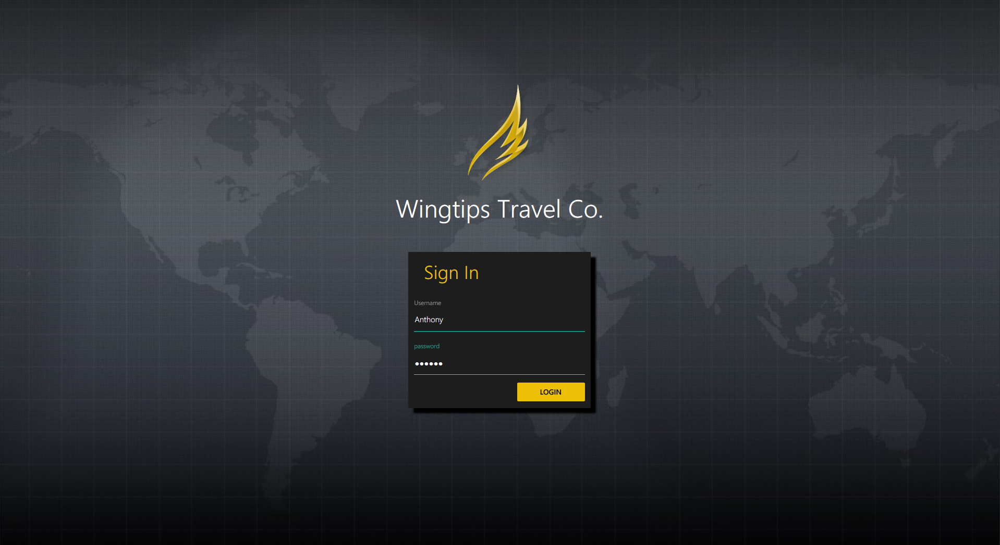 Wingtips Travel Co.
Sign In
Username
Anthony
password
••••••
LOGIN